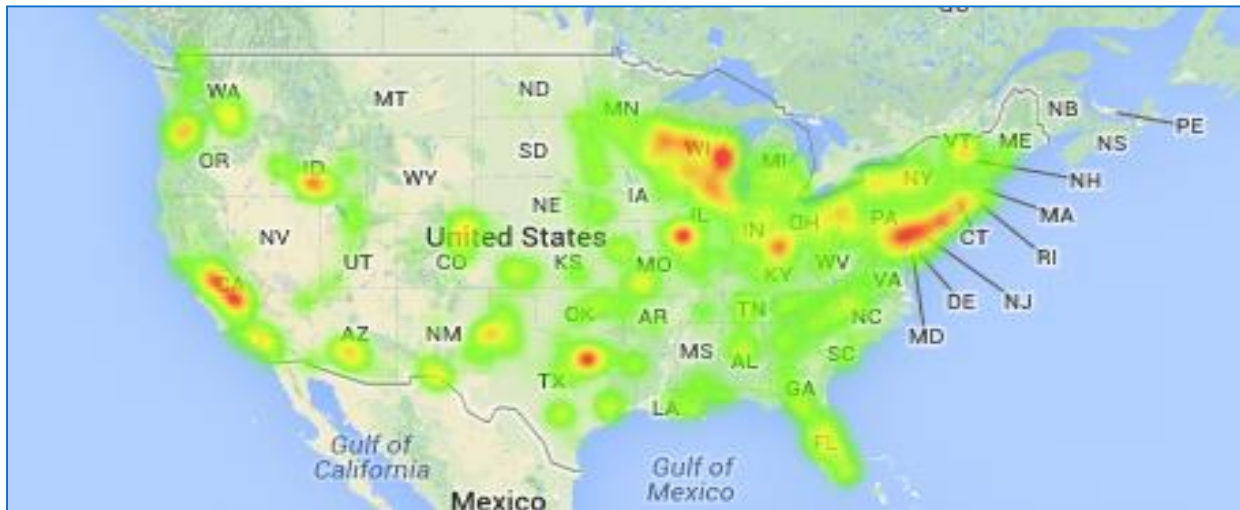 WA
MT
ND
MN
NB
PE
OR
ID
SD
WI
MI
VT
ME
NS
WY
NY
NH
NE
IA
IL
IN
OH
PA
MA
NV
United States
CT
UT
CO
KS
MO
KY
WV
VA
RI
CA
DE
NJ
AZ
NM
OK
AR
TN
NC
MD
MS
AL
SC
TX
GA
LA
FL
Gulf of
California
Gulf of
Mexico
Mexico